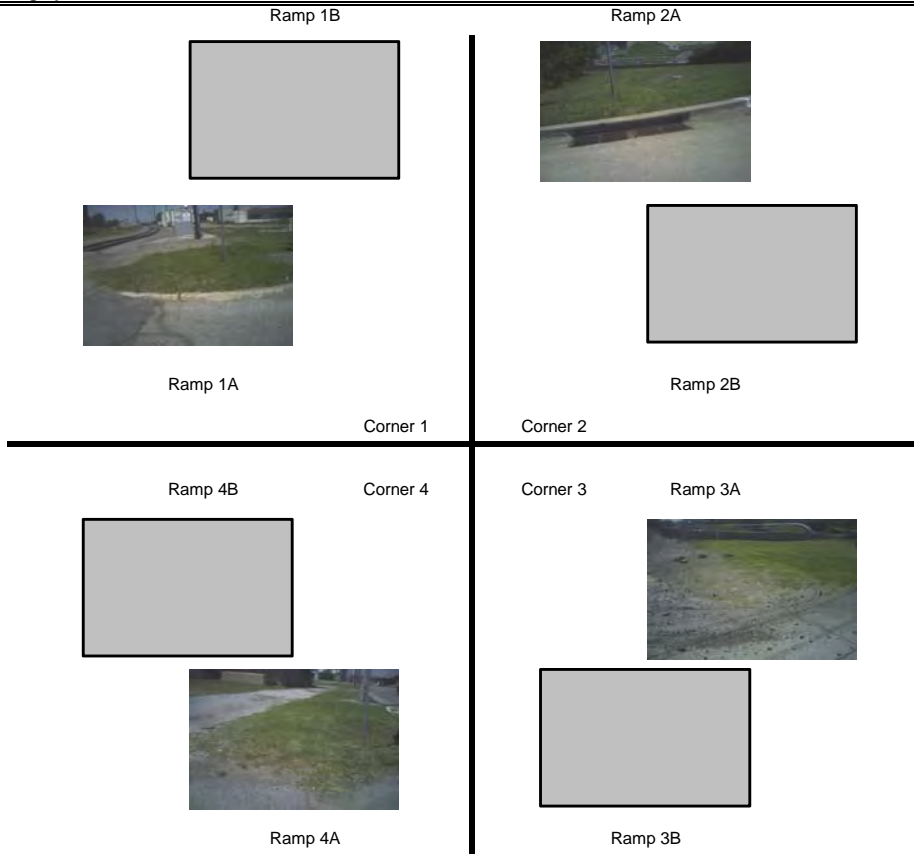 Ramp 1B Ramp 2A
Ramp 1A Ramp 2B
Corner 1 Corner 2
Ramp 4B Corner 4 Corner 3 Ramp 3A
Ramp 4A Ramp 3B